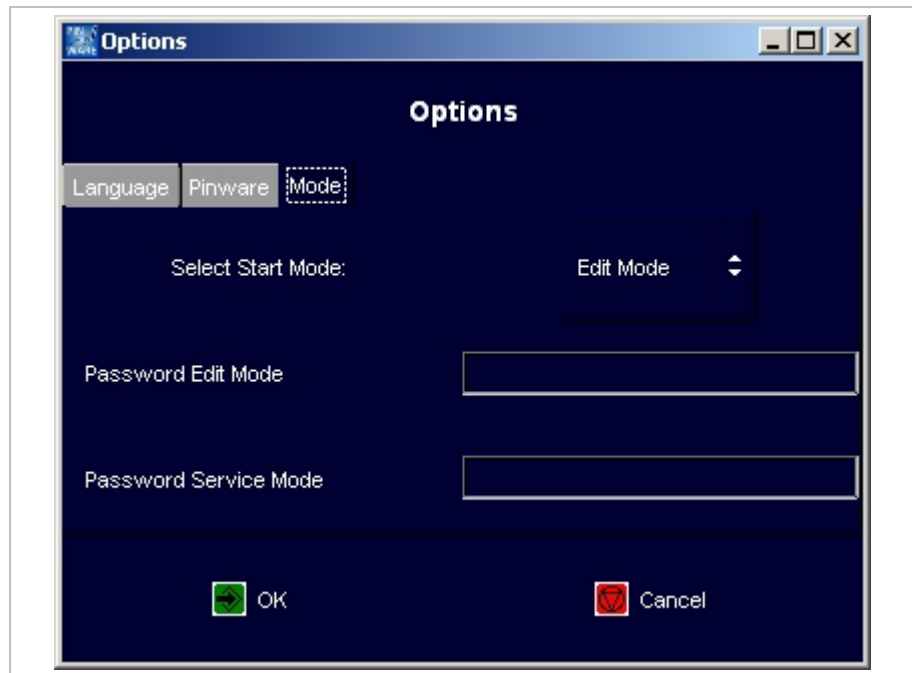 Options
Options
Language Pinware Mode
Select Start Mode: Edit Mode
Password Edit Mode
Password Service Mode
OK Cancel